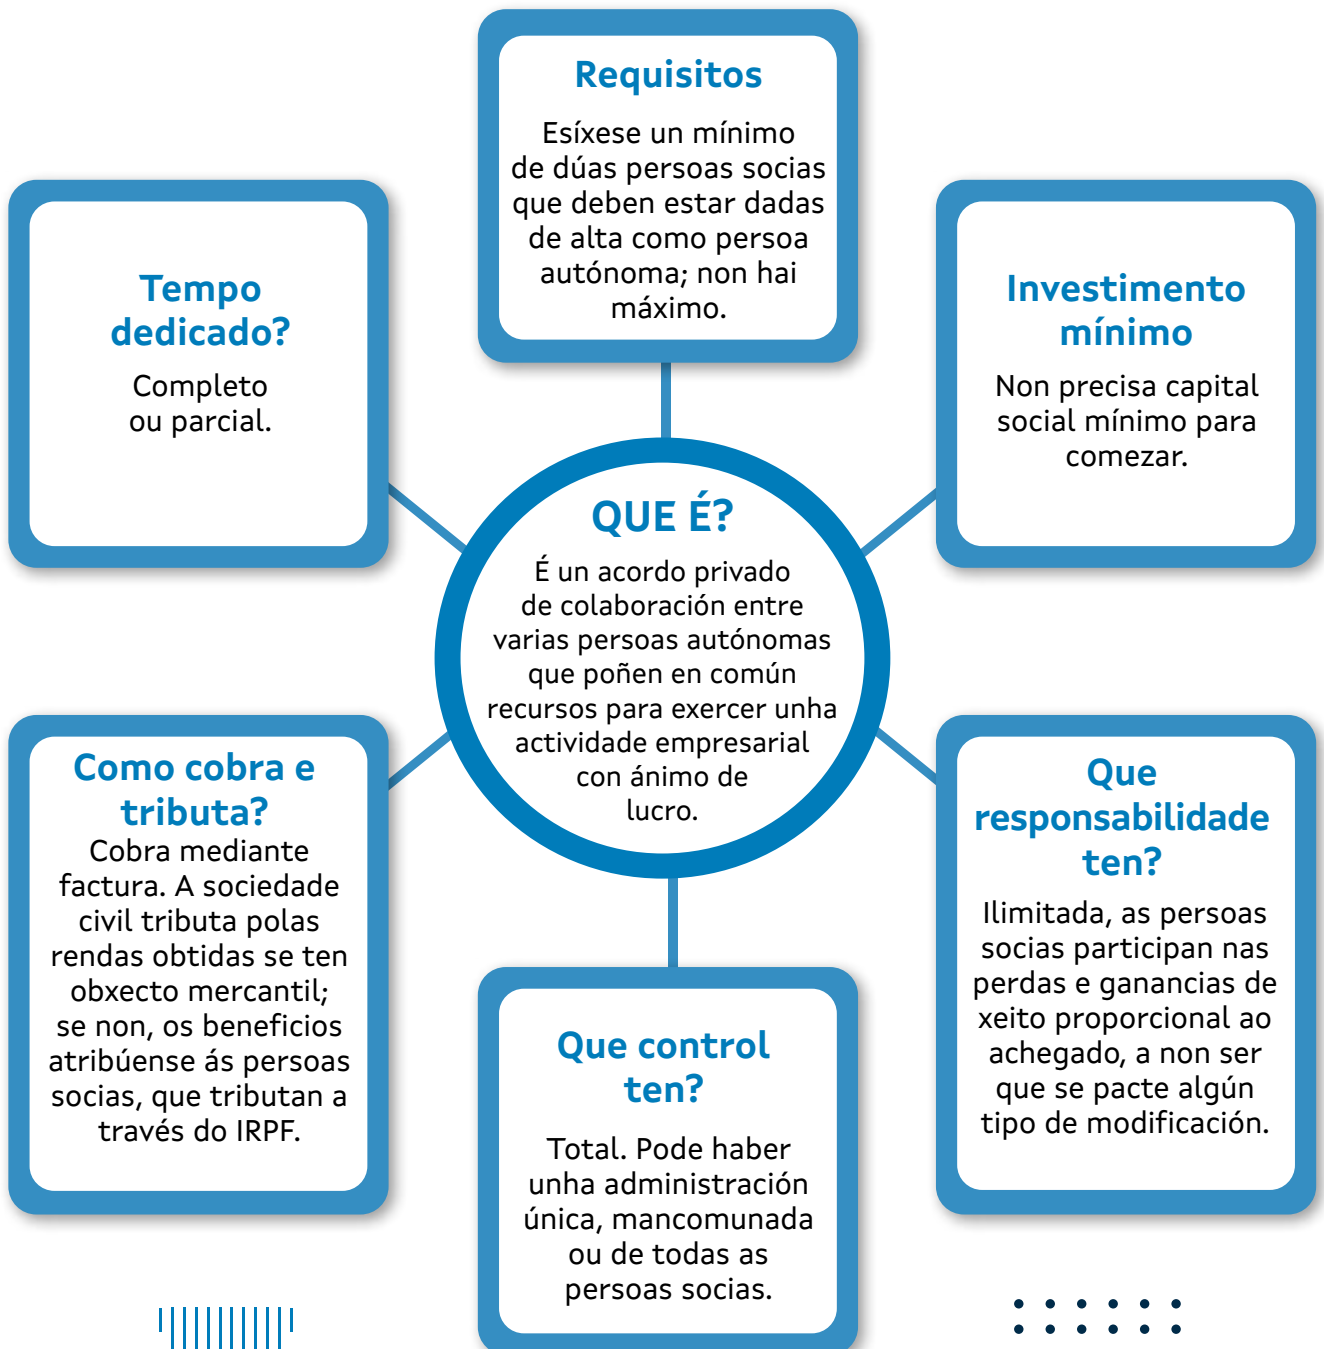 Requisitos
Esíxese un mínimo
de dúas persoas socias
que deben estar dadas
de alta como persoa
autónoma; non hai
máximo.
Tempo
dedicado?
Completo
ou parcial.
Investimento
mínimo
Non precisa capital
social mínimo para
comezar.
QUE É?
É un acordo privado
de colaboración entre
varias persoas autónomas
que poñen en común
recursos para exercer unha
actividade empresarial
con ánimo de
lucro.
Como cobra e
tributa?
Cobra mediante
factura. A sociedade
civil tributa polas
rendas obtidas se ten
obxecto mercantil;
se non, os beneficios
atribúense ás persoas
socias, que tributan a
través do IRPF.
Que
responsabilidade
ten?
Ilimitada, as persoas
socias participan nas
perdas e ganancias de
xeito proporcional ao
achegado, a non ser
que se pacte algún
tipo de modificación.
Que control
ten?
Total. Pode haber
unha administración
única, mancomunada
ou de todas as
persoas socias.